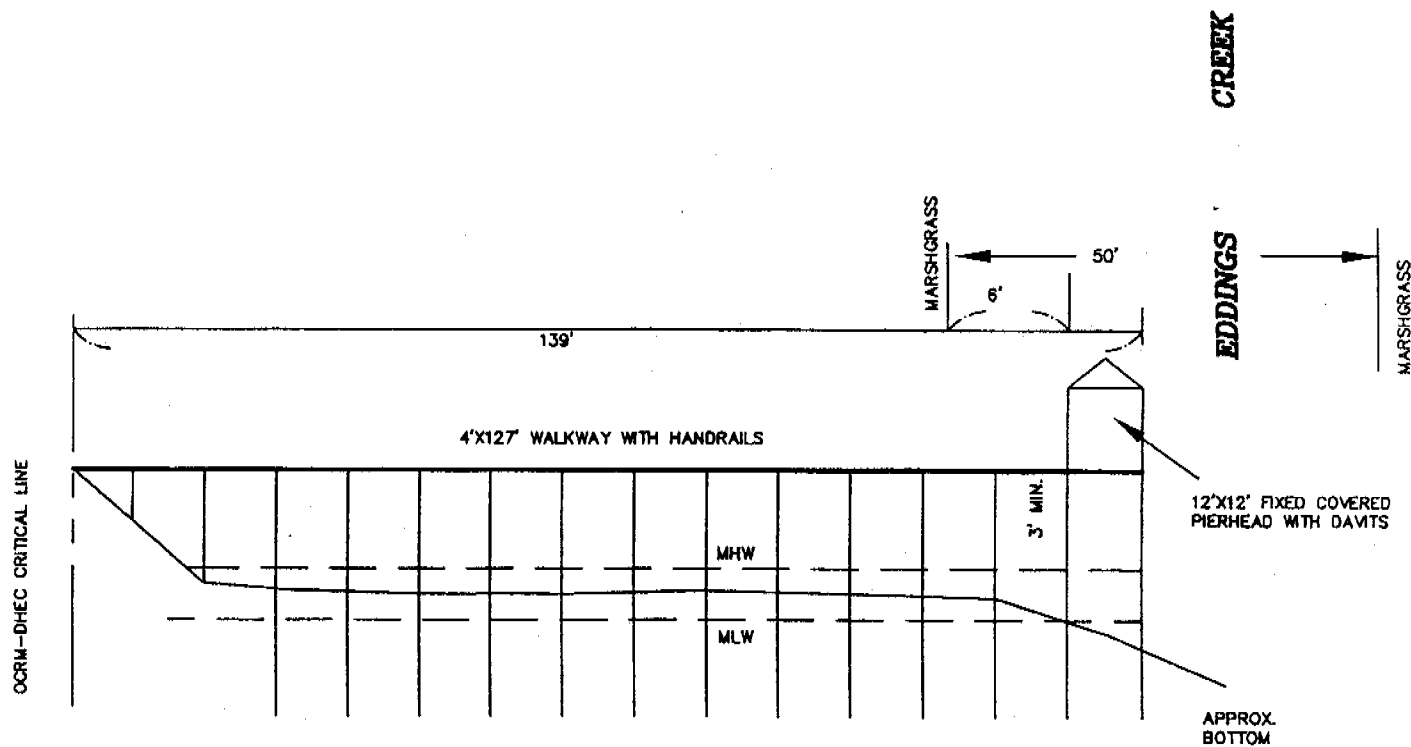 EDDINGS CREEK
MARSHGRASS
50'
6'
MARSHGRASS
139'
4'X127' WALKWAY WITH HANDRAILS
OCRM-DHEC CRITICAL LINE
3' MIN.
12'X12' FIXED COVERED
PIERHEAD WITH DAVITS
MHW
MLW
APPROX.
BOTTOM